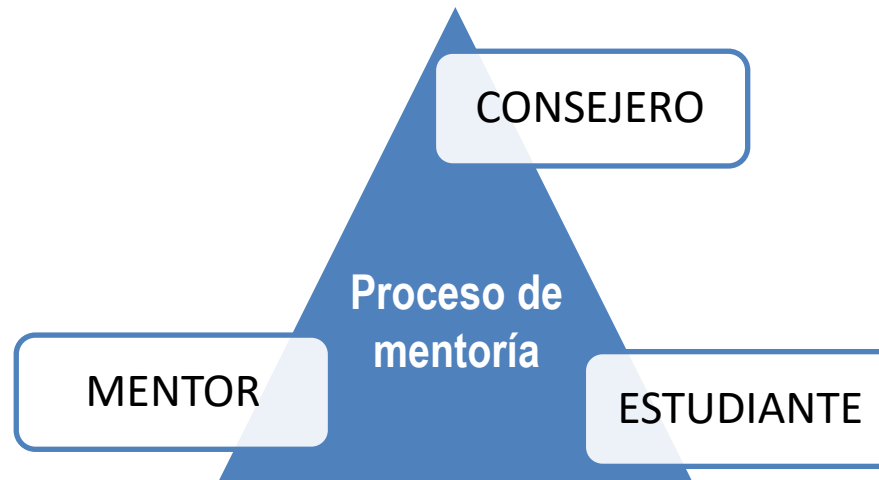 CONSEJERO
Proceso de
mentoría
MENTOR
ESTUDIANTE